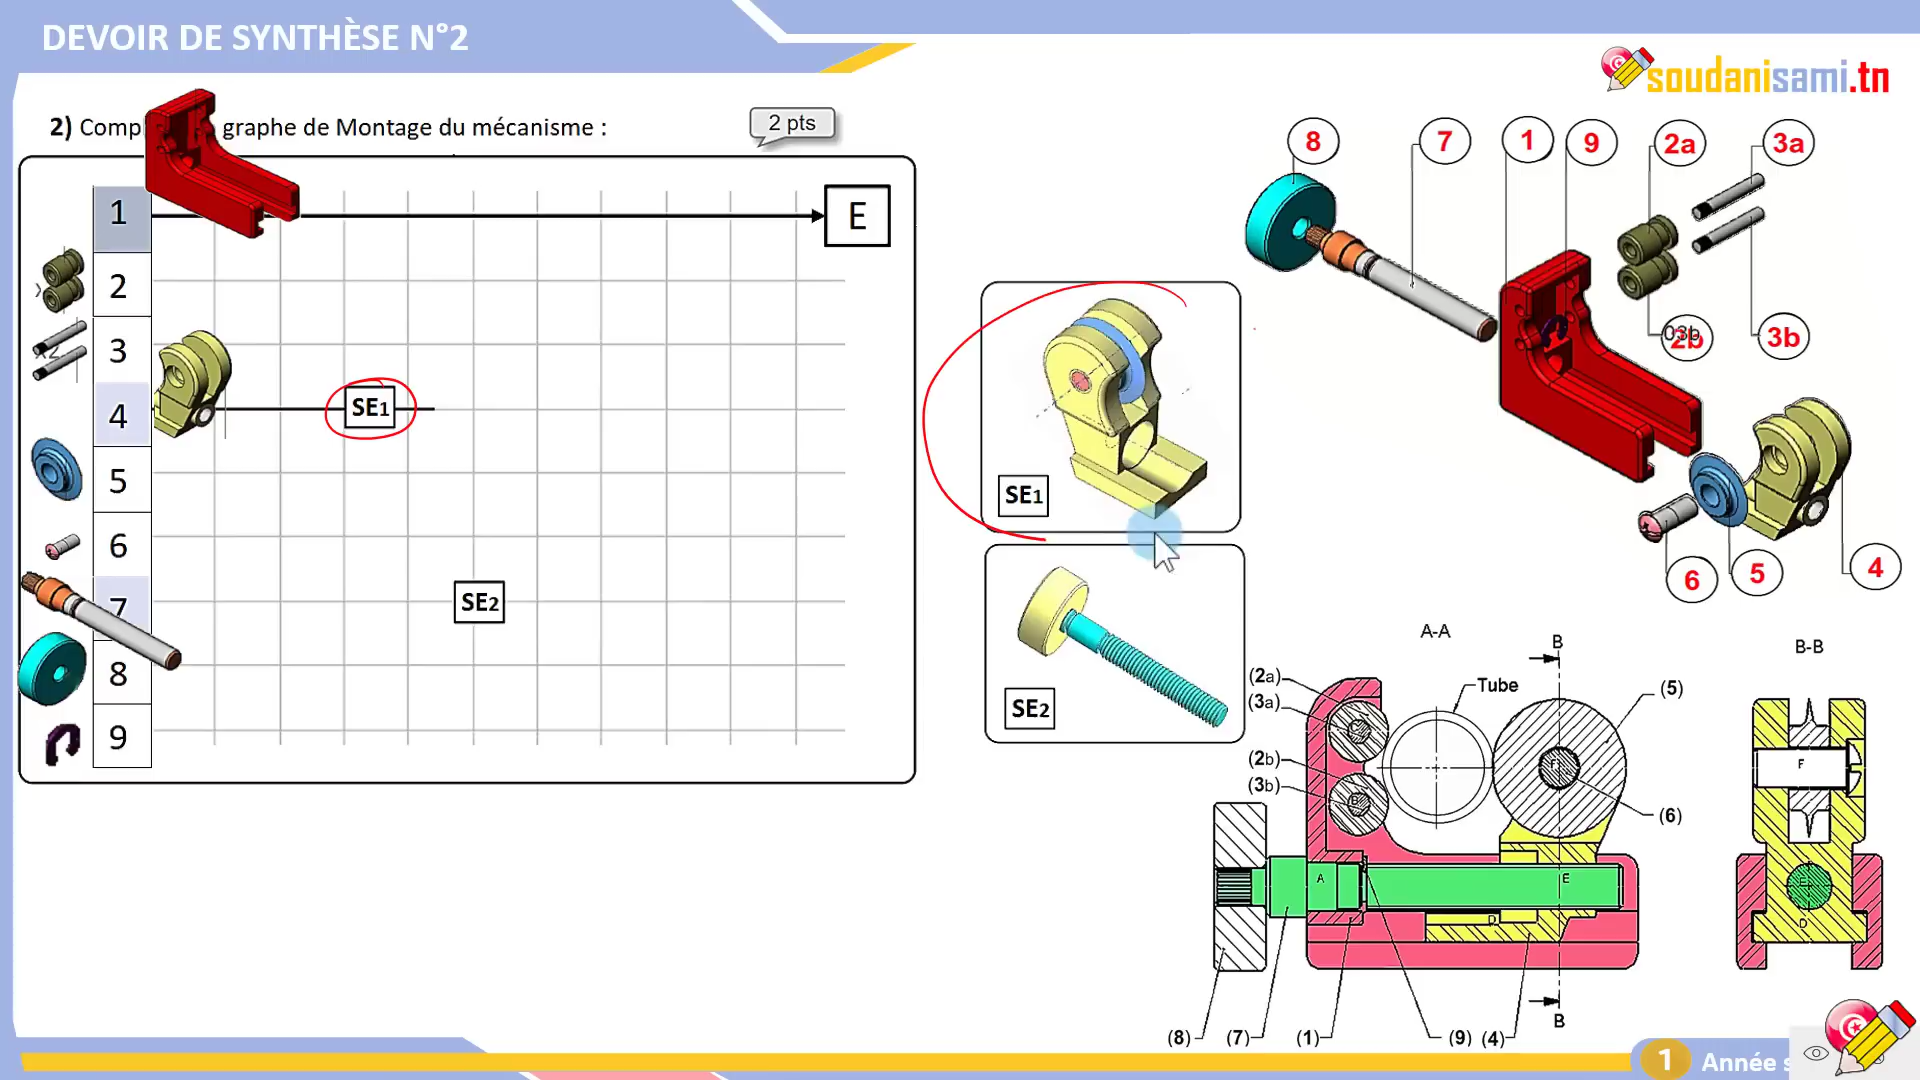 DEVOIR DE SYNTHÈSE N°2
soudanisami.tn
2) Comp graphe de Montage du mécanisme :
2 pts
1
E
2
3
x2
4
SE1
5
6
7
SE2
8
9
SE1
SE2
8
7
1
9
2a
3a
2b
3b
6
5
4
A-A
B
B-B
(2a)
Tube
(5)
(3a)
(2b)
(3b)
F
(6)
A
E
D
D
(8)
(7)
(1)
(9)
(4)
B
1
Année s